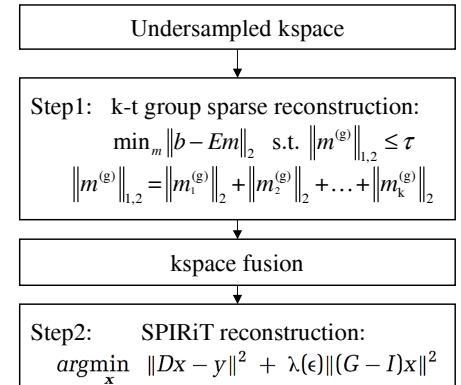 Undersampled kspace
Step1: k-t group sparse reconstruction:
min_m ‖b − Em‖_2 s.t. ‖m^(g)‖_1,2 ≤ τ
‖m^(g)‖_1,2 = ‖m_1^(g)‖_2 + ‖m_2^(g)‖_2 + … + ‖m_k^(g)‖_2
kspace fusion
Step2: SPIRiT reconstruction:
argmin ‖Dx − y‖² + λ(ϵ)‖(G − I)x‖²
x